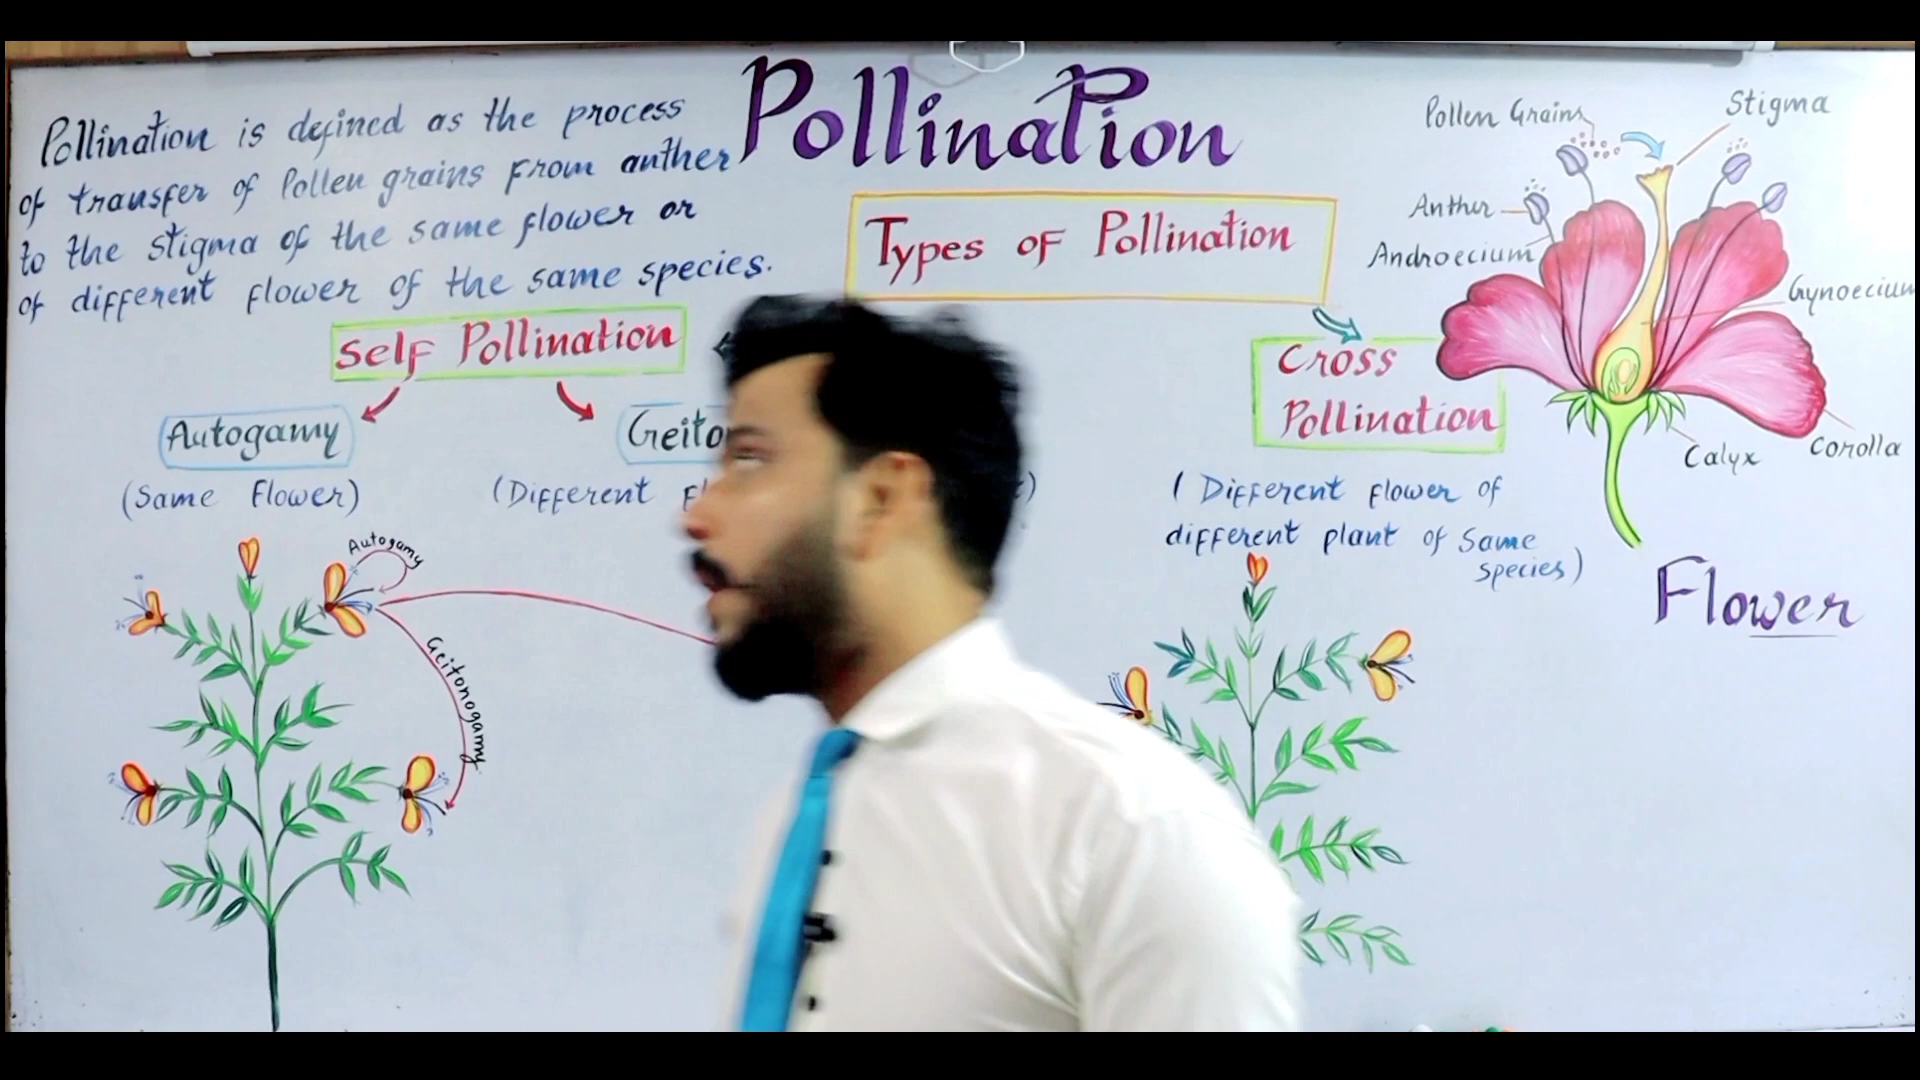 Pollination
Pollination is defined as the process
of transfer of Pollen grains From anther
to the stigma of the same flower or
of different flower of the same species.
Types of Pollination
Self Pollination
Cross
Pollination
Autogamy
(Same Flower)
(Different
( Different flower of
different plant of Same
species)
Autogamy
Geitonogamy
Pollen Grains
Stigma
Anther
Androecium
Gynoecium
Calyx
Corolla
Flower